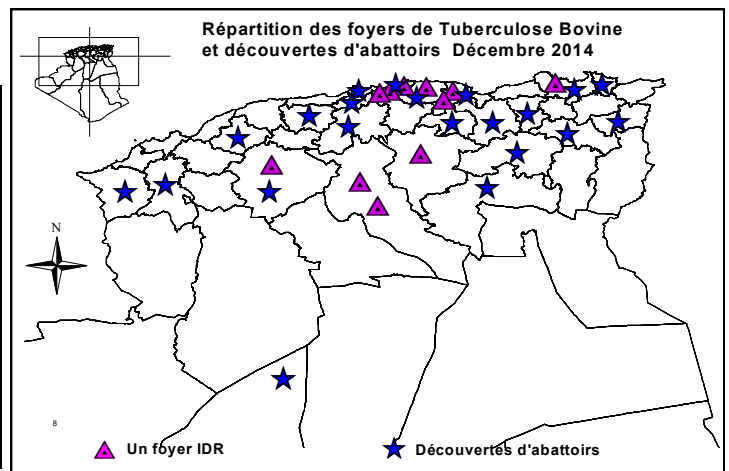 Répartition des foyers de Tuberculose Bovine
et découvertes d'abattoirs Décembre 2014
N
8
Un foyer IDR
Découvertes d'abattoirs